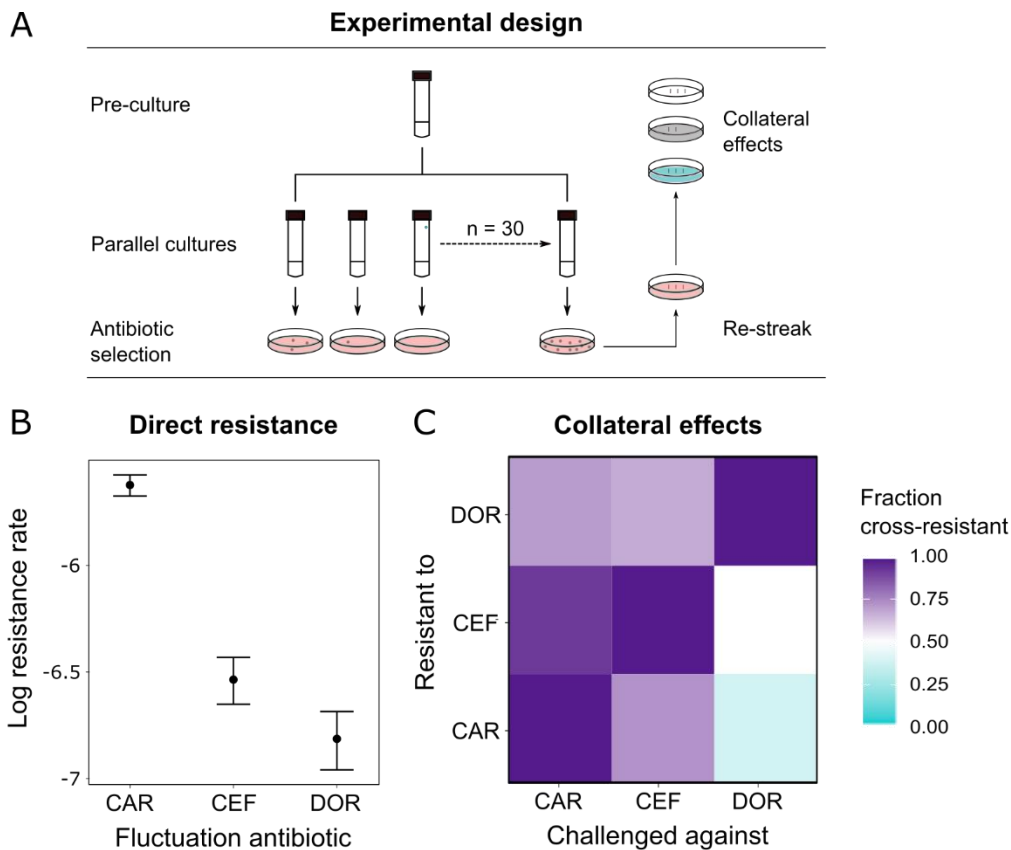 A
Experimental design
Pre-culture
Collateral
effects
Parallel cultures
n = 30
Antibiotic
selection
Re-streak
B
Direct resistance
Log resistance rate
-6
-6.5
-7
CAR
CEF
DOR
Fluctuation antibiotic
C
Collateral effects
Resistant to
DOR
CEF
CAR
CAR
CEF
DOR
Challenged against
Fraction
cross-resistant
1.00
0.75
0.50
0.25
0.00